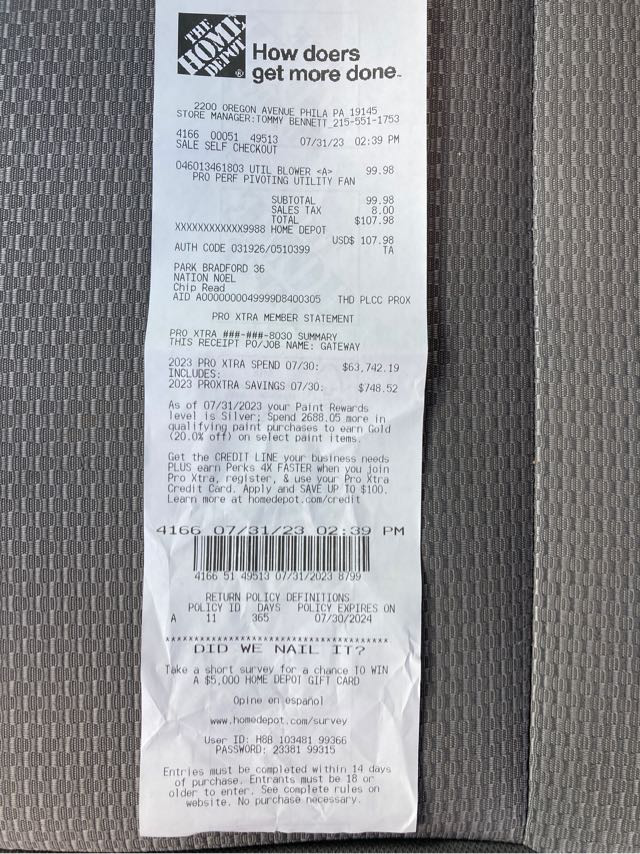 THE
HOME
DEPOT
®
How doers
get more done™
2200 OREGON AVENUE PHILA PA 19145
STORE MANAGER:TOMMY BENNETT 215-551-1753
4166 00051 49513 07/31/23 02:39 PM
SALE SELF CHECKOUT
046013461803 UTIL BLOWER <A> 99.98
PRO PERF PIVOTING UTILITY FAN
SUBTOTAL 99.98
SALES TAX 8.00
TOTAL $107.98
XXXXXXXXXXXX9988 HOME DEPOT
USD$ 107.98
AUTH CODE 031926/0510399 TA
PARK BRADFORD 36
NATION NOEL
Chip Read
AID A0000000049999D8400305 THD PLCC PROX
PRO XTRA MEMBER STATEMENT
PRO XTRA ###-###-8030 SUMMARY
THIS RECEIPT PO/JOB NAME: GATEWAY
2023 PRO XTRA SPEND 07/30: $63,742.19
INCLUDES:
2023 PROXTRA SAVINGS 07/30: $748.52
As of 07/31/2023 your Paint Rewards
level is Silver; Spend 2688.05 more in
qualifying paint purchases to earn Gold
(20.0% off) on select paint items.
Get the CREDIT LINE your business needs
PLUS earn Perks 4X FASTER when you join
Pro Xtra, register, & use your Pro Xtra
Credit Card. Apply and SAVE UP TO $100.
Learn more at homedepot.com/credit
4166 07/31/23 02:39 PM
4166 51 49513 07/31/2023 8799
RETURN POLICY DEFINITIONS
POLICY ID DAYS POLICY EXPIRES ON
A 11 365 07/30/2024
DID WE NAIL IT?
Take a short survey for a chance TO WIN
A $5,000 HOME DEPOT GIFT CARD
Opine en español
www.homedepot.com/survey
User ID: H8B 103481 99366
PASSWORD: 23381 99315
Entries must be completed within 14 days
of purchase. Entrants must be 18 or
older to enter. See complete rules on
website. No purchase necessary.